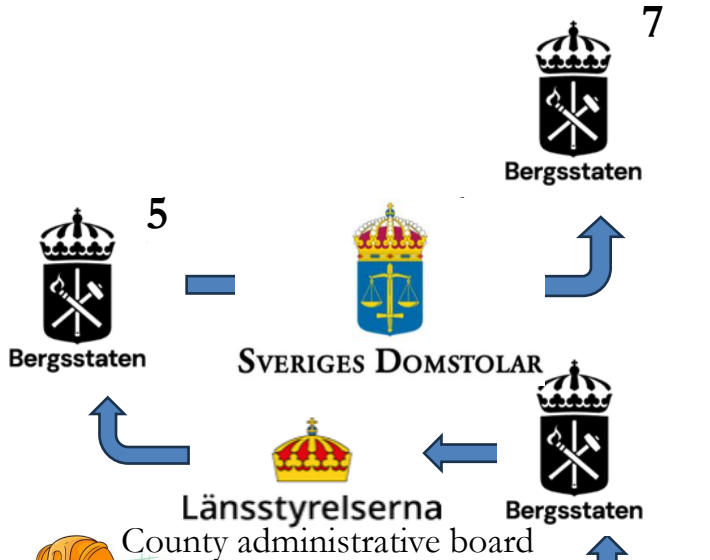 7
Bergsstaten
5
Bergsstaten
SVERIGES DOMSTOLAR
Länsstyrelserna
Bergsstaten
County administrative board